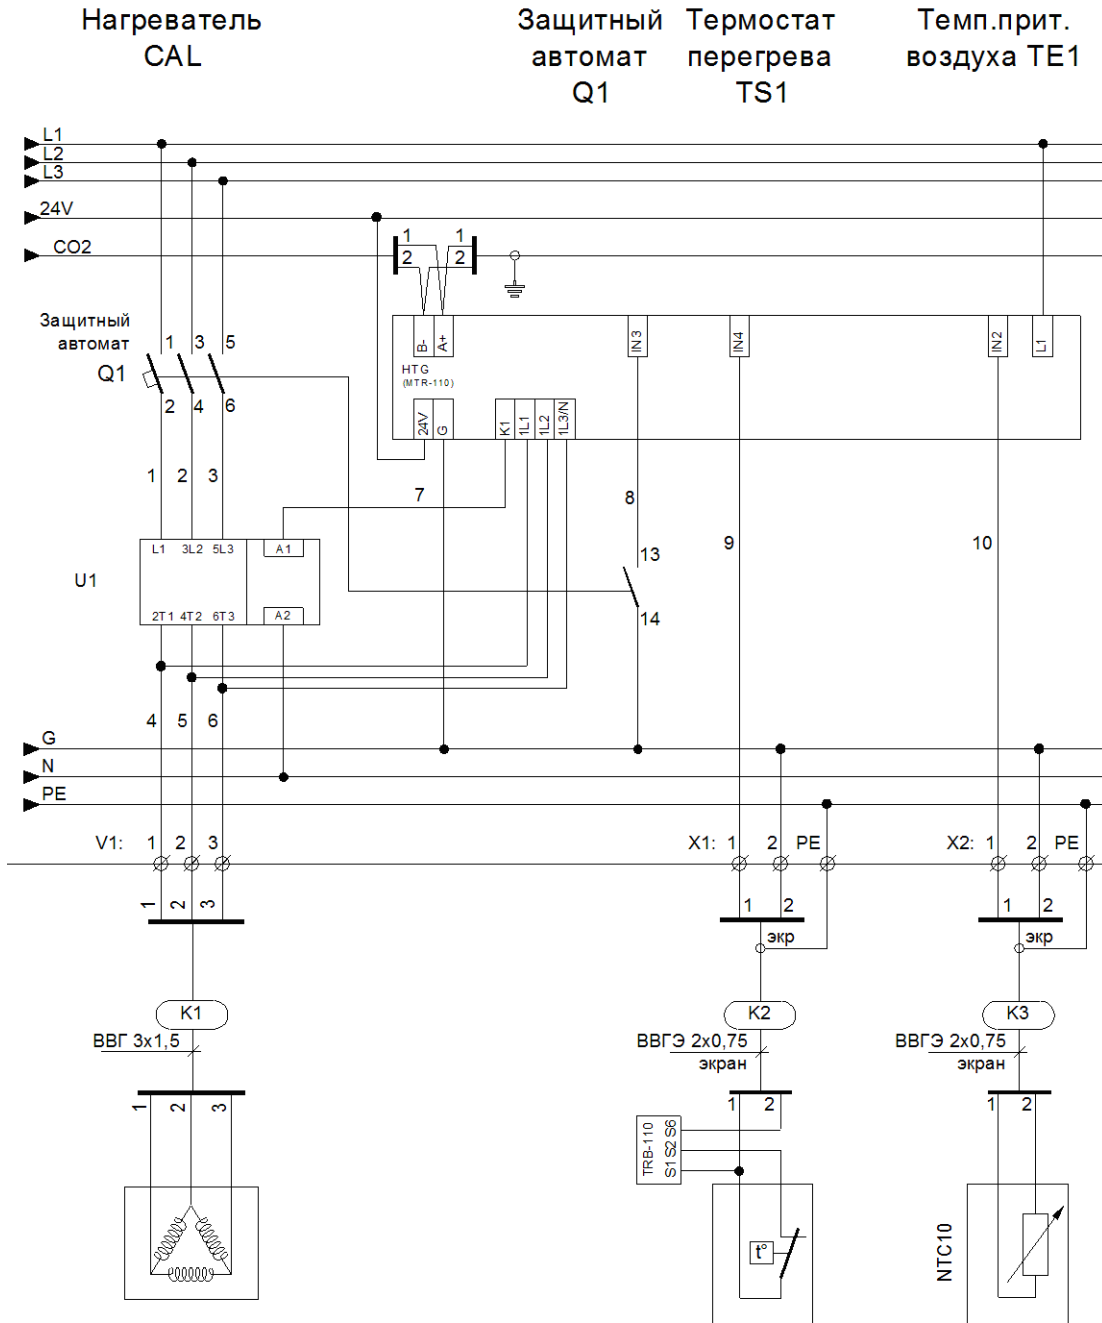 Нагреватель
CAL
Защитный
автомат
Q1
Термостат
перегрева
TS1
Темп.прит.
воздуха TE1
L1
L2
L3
24V
CO2
1
2
1
2
Защитный
автомат
Q1
1 3 5
2 4 6
B-
A+
IN3
IN4
IN2
L1
HTG
(MTR-110)
24V
G
K1
1L1
1L2
1L3/N
1 2 3
7
8
9
10
13
14
U1
L1 3L2 5L3
A1
2T1 4T2 6T3
A2
4 5 6
G
N
PE
V1: 1 2 3
X1: 1 2 PE
X2: 1 2 PE
1 2 3
1 2
экр
1 2
экр
K1
K2
K3
ВВГ 3x1,5
ВВГЭ 2x0,75
экран
ВВГЭ 2x0,75
экран
1 2 3
1 2
1 2
TRB-110
S1 S2 S6
t°
NTC10